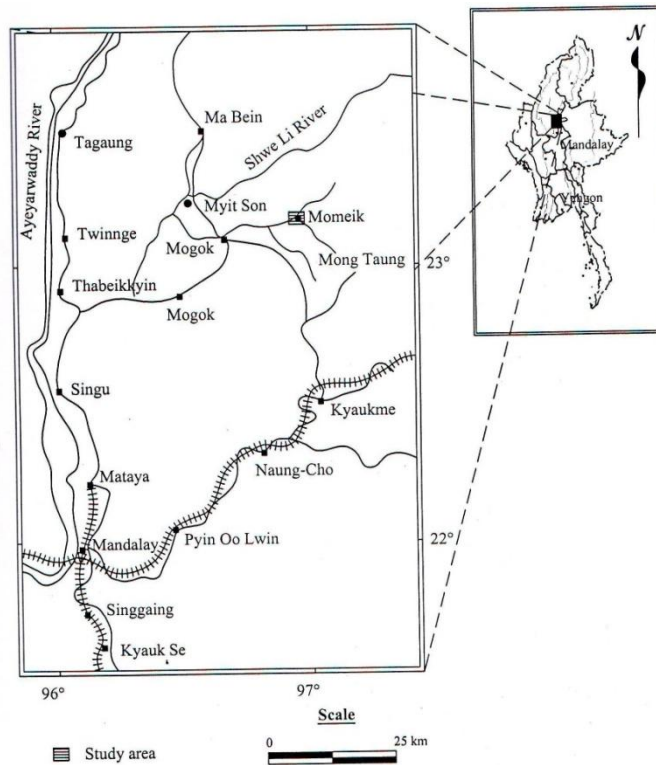 N
Ma Bein
Ayeyarwaddy River
Tagaung
Shwe Li River
Mandalay
Myit Son
Momeik
Yangon
Twinnge
Mogok
Mong Taung
23°
Thabeikkyin
Mogok
Singu
Kyaukme
Naung-Cho
Mataya
Mandalay
Pyin Oo Lwin
22°
Singgaing
Kyauk Se
96°
97°
Scale
0 25 km
Study area